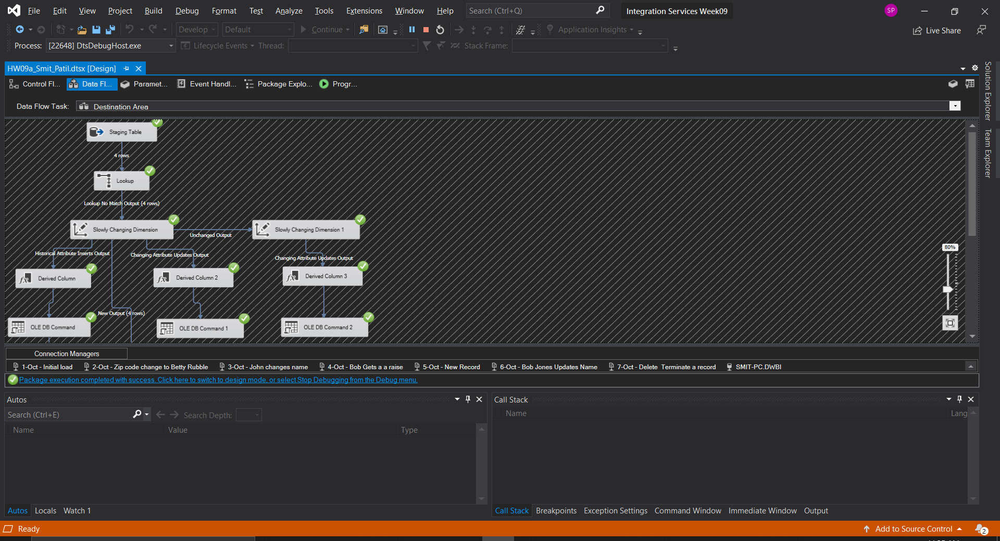 File Edit View Project Build Debug Format Test Analyze Tools Extensions Window Help Search (Ctrl+Q) Integration Services Week09 SP
Develop Default Continue Application Insights Live Share
Process: [22648] DtsDebugHost.exe Lifecycle Events Thread: Stack Frame:
HW09a_Smit_Patil.dtsx [Design]
Solution Explorer
Team Explorer
Control Fl... Data Fl... Paramet... Event Handl... Package Explo... Progr...
Data Flow Task: Destination Area
Staging Table
4 rows
Lookup
Lookup No Match Output (4 rows)
Slowly Changing Dimension
Unchanged Output
Slowly Changing Dimension 1
Historical Attribute Inserts Output
Changing Attribute Updates Output
Changing Attribute Updates Output
80%
Derived Column
Derived Column 2
Derived Column 3
New Output (4 rows)
OLE DB Command
OLE DB Command 1
OLE DB Command 2
Connection Managers
1-Oct - Initial load 2-Oct - Zip code change to Betty Rubble 3-Oct - John changes name 4-Oct - Bob Gets a a raise 5-Oct - New Record 6-Oct - Bob Jones Updates Name 7-Oct - Delete Terminate a record SMIT-PC.DWBI
Package execution completed with success. Click here to switch to design mode, or select Stop Debugging from the Debug menu.
Autos
Search (Ctrl+E) Search Depth:
Name Value Type
Autos Locals Watch 1
Call Stack
Name Lang
Call Stack Breakpoints Exception Settings Command Window Immediate Window Output
Ready Add to Source Control 2